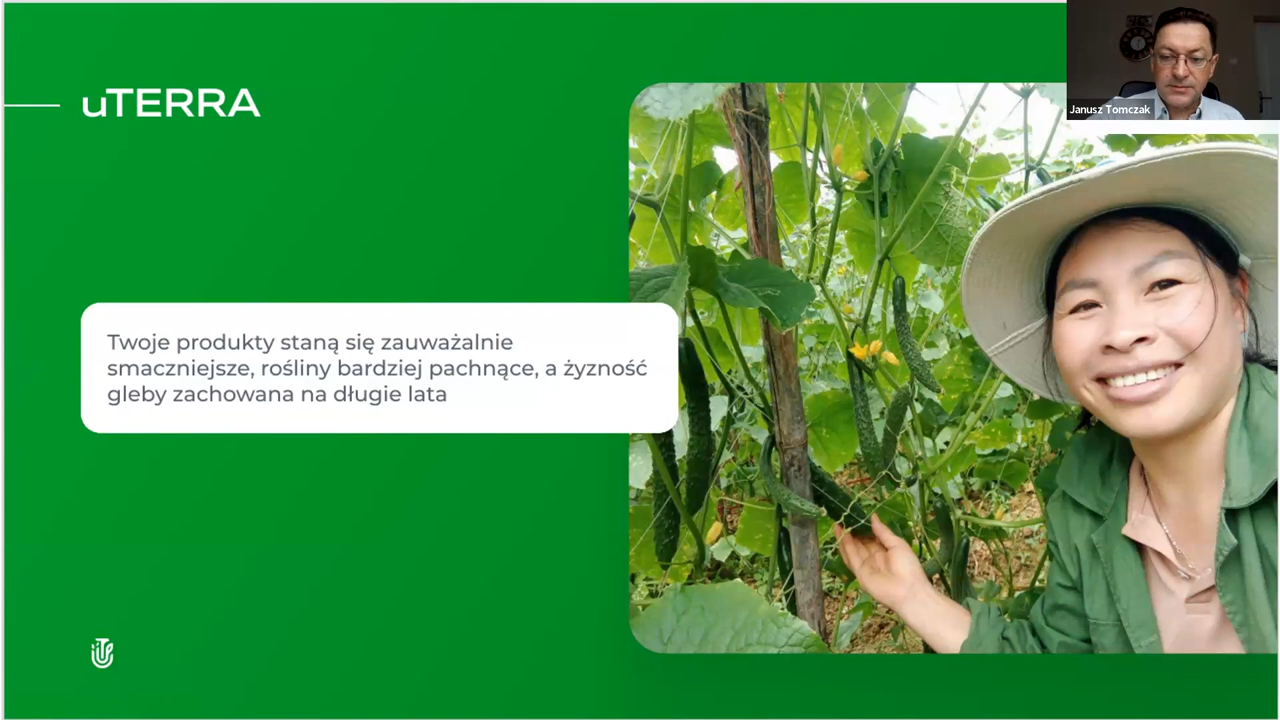 Janusz Tomczak
uTERRA
Twoje produkty staną się zauważalnie
smaczniejsze, rośliny bardziej pachnące, a żyzność
gleby zachowana na długie lata